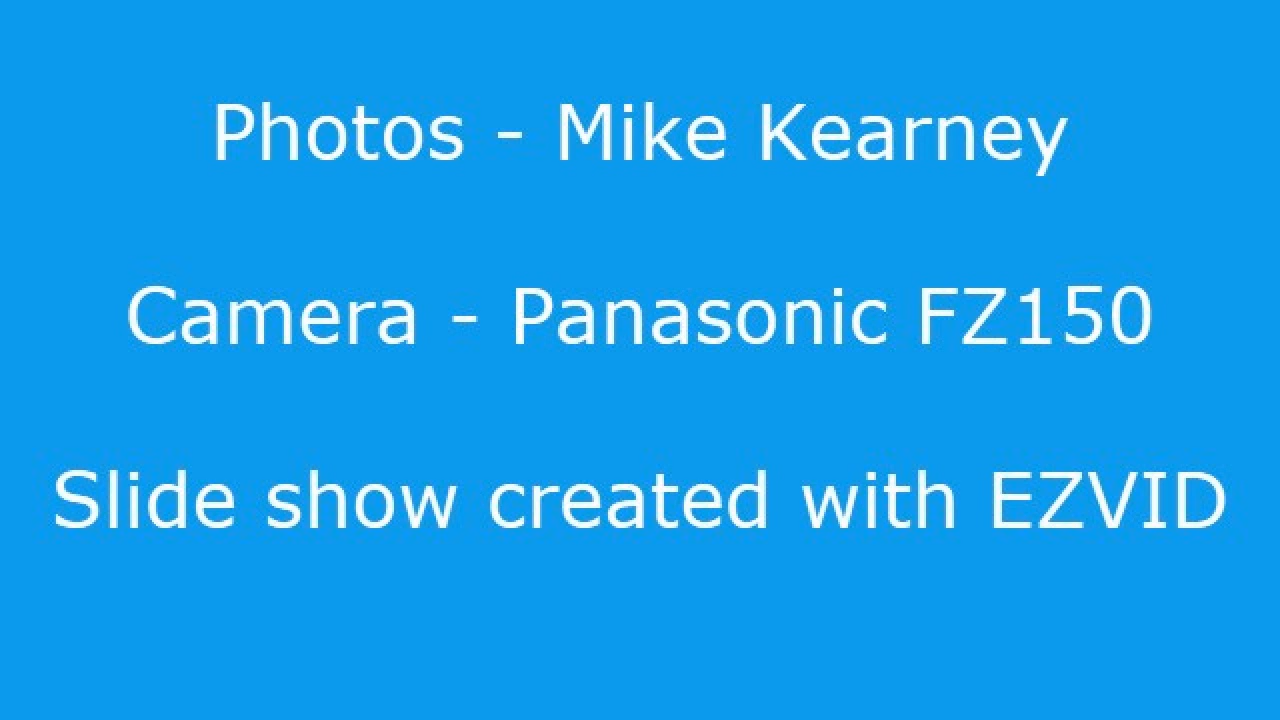 Photos - Mike Kearney
Camera - Panasonic FZ150
Slide show created with EZVID